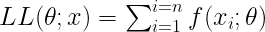 LL(θ; x) = ∑_{i=1}^{i=n} f(x_i; θ)